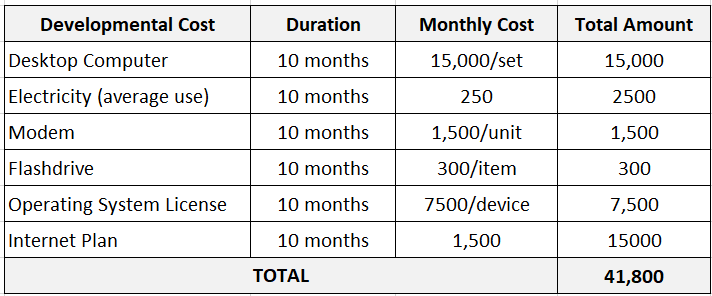 Developmental Cost Duration Monthly Cost Total Amount
Desktop Computer 10 months 15,000/set 15,000
Electricity (average use) 10 months 250 2500
Modem 10 months 1,500/unit 1,500
Flashdrive 10 months 300/item 300
Operating System License 10 months 7500/device 7,500
Internet Plan 10 months 1,500 15000
TOTAL 41,800